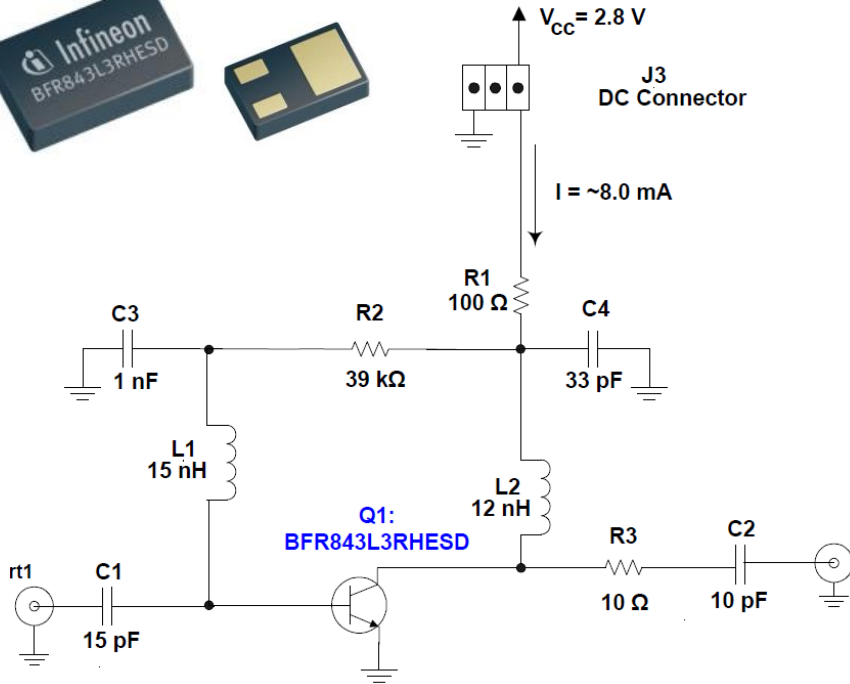 Infineon
BFR843L3RHESD
VCC = 2.8 V
J3
DC Connector
I = ~8.0 mA
R1
100 Ω
C3
1 nF
R2
39 kΩ
C4
33 pF
L1
15 nH
L2
12 nH
Q1:
BFR843L3RHESD
R3
10 Ω
C2
10 pF
rt1
C1
15 pF